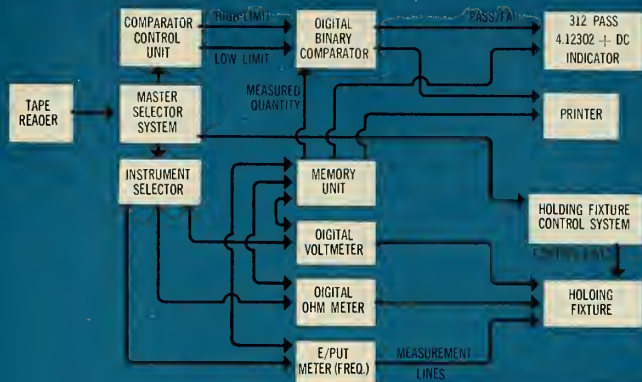 COMPARATOR
CONTROL
UNIT
HIGH-LIMIT
LOW LIMIT
DIGITAL
BINARY
COMPARATOR
PASS/FAIL
312 PASS
4.12302 + DC
INDICATOR
TAPE
READER
MASTER
SELECTOR
SYSTEM
MEASURED
QUANTITY
PRINTER
INSTRUMENT
SELECTOR
MEMORY
UNIT
HOLDING FIXTURE
CONTROL SYSTEM
DIGITAL
VOLTMETER
CONTROL LINES
DIGITAL
OHM METER
HOLDING
FIXTURE
E/PUT
METER (FREQ.)
MEASUREMENT
LINES